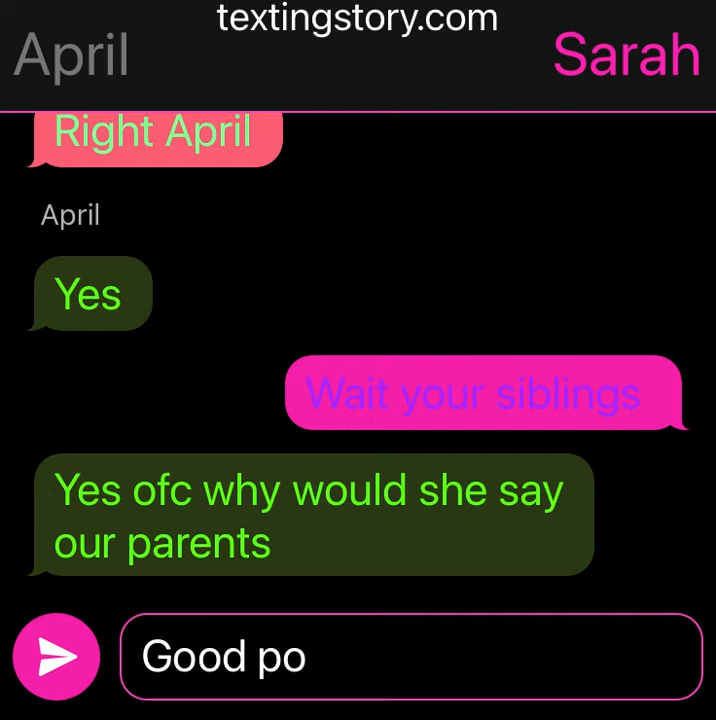 textingstory.com
April
Sarah
Right April
April
Yes
Wait your siblings
Yes ofc why would she say
our parents
Good po